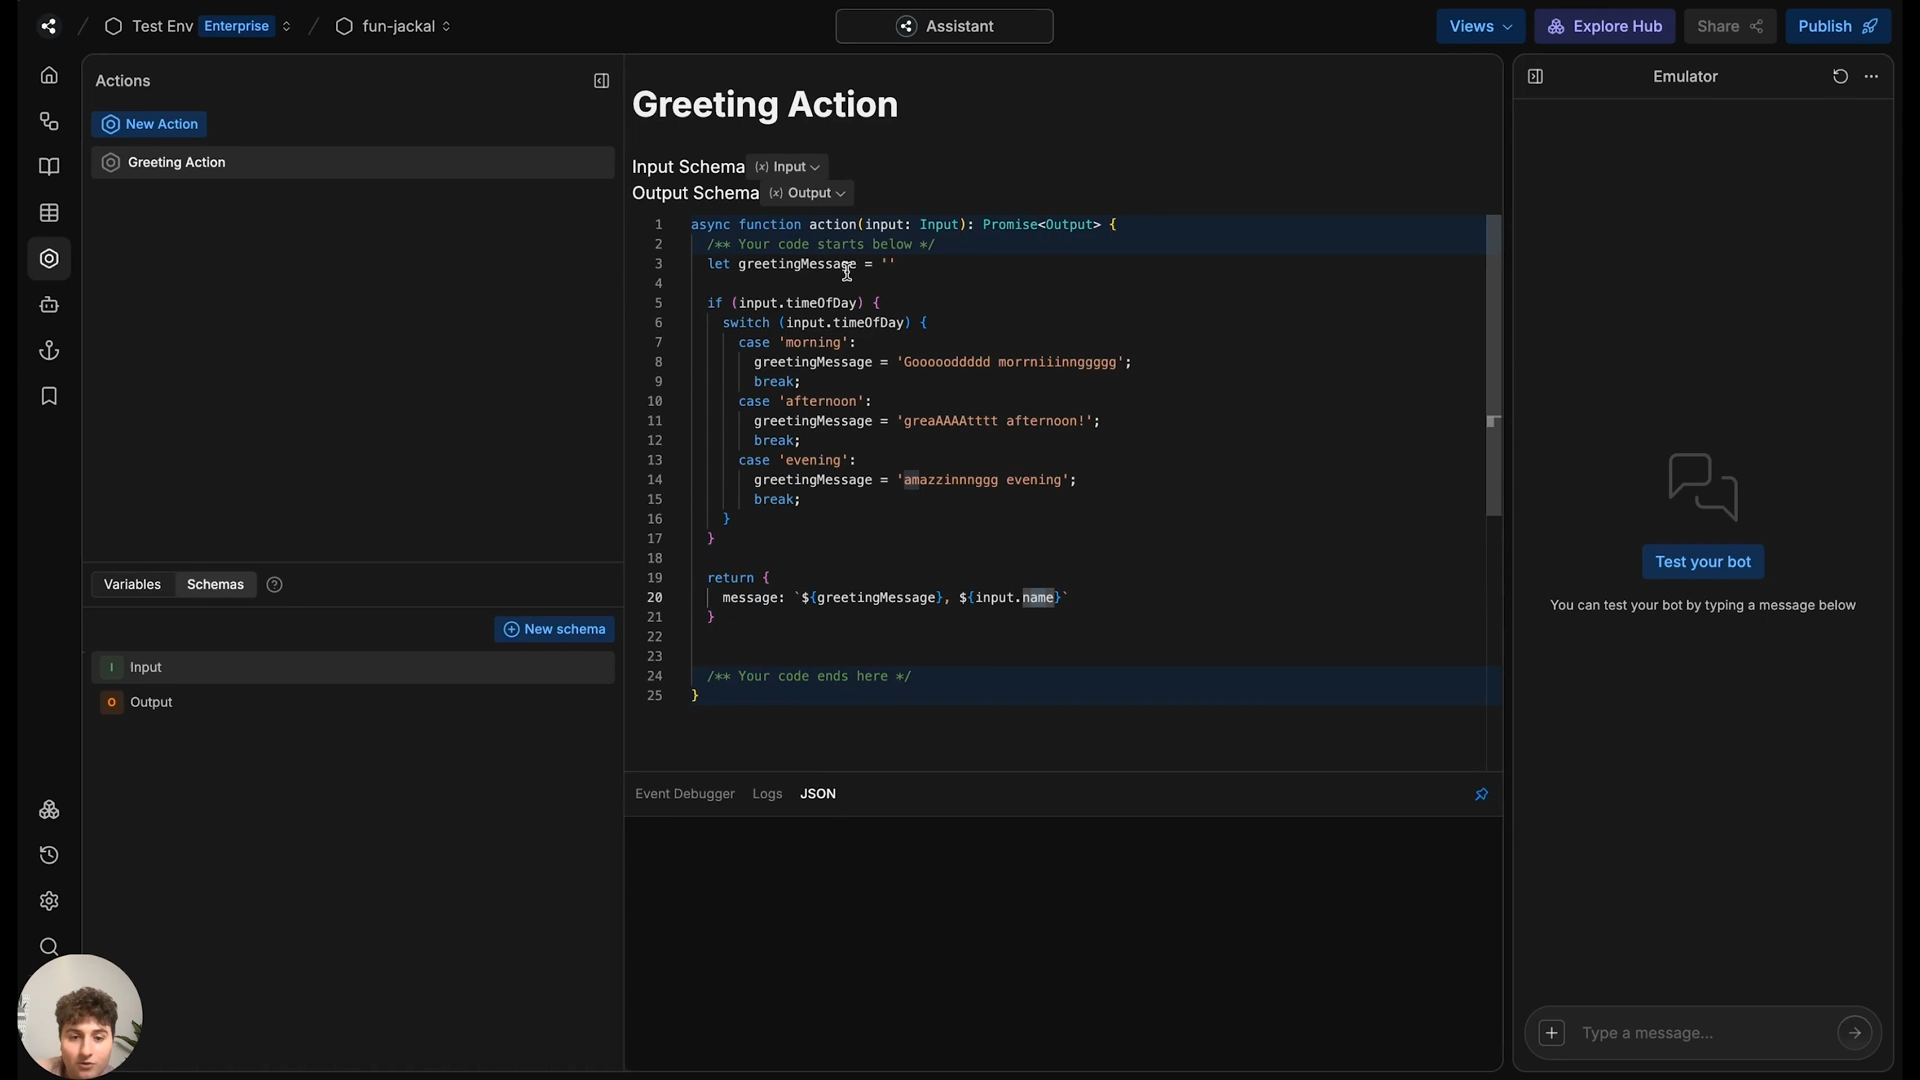 Test Env Enterprise
fun-jackal
Assistant
Views
Explore Hub
Share
Publish
Actions
New Action
Greeting Action
Variables
Schemas
New schema
I Input
O Output
Greeting Action
Input Schema (x) Input
Output Schema (x) Output
1 async function action(input: Input): Promise<Output> {
2 /** Your code starts below */
3 let greetingMessage = ''
4
5 if (input.timeOfDay) {
6 switch (input.timeOfDay) {
7 case 'morning':
8 greetingMessage = 'Goooooddddd morrniiinnggggg';
9 break;
10 case 'afternoon':
11 greetingMessage = 'greaAAAAtttt afternoon!';
12 break;
13 case 'evening':
14 greetingMessage = 'amazzinnnggg evening';
15 break;
16 }
17 }
18
19 return {
20 message: `${greetingMessage}, ${input.name}`
21 }
22
23
24 /** Your code ends here */
25 }
Event Debugger
Logs
JSON
Emulator
Test your bot
You can test your bot by typing a message below
Type a message...